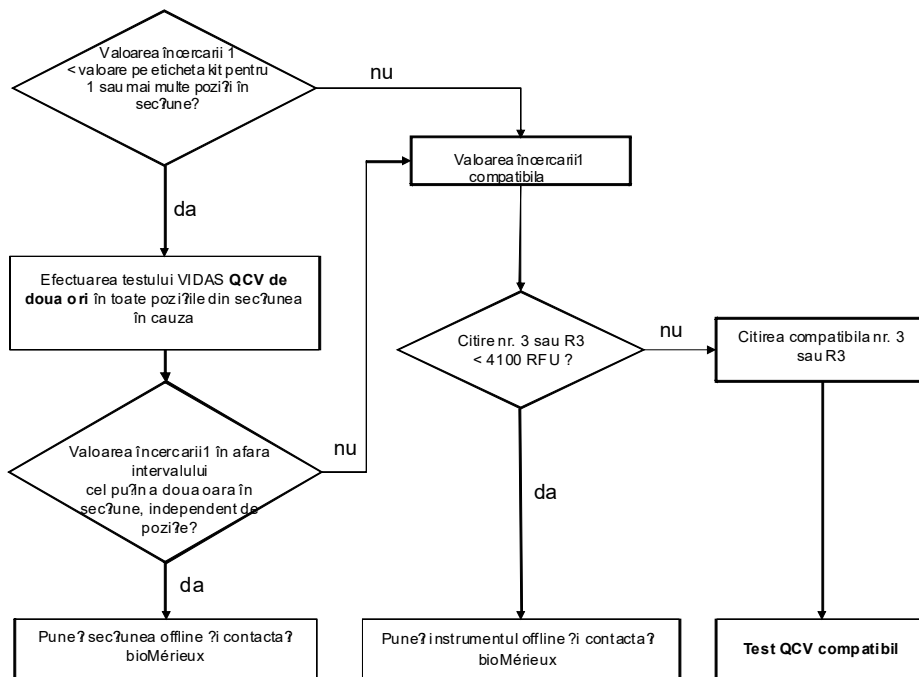 Valoarea încercarii 1
< valoare pe eticheta kit pentru
1 sau mai multe pozi?i în
sec?une?
nu
da
Valoarea încercarii1
compatibila
Efectuarea testului VIDAS QCV de
doua ori în toate pozi?ile din sec?unea
în cauza
Citire nr. 3 sau R3
< 4100 RFU ?
nu
Citirea compatibila nr. 3
sau R3
Valoarea încercarii1 în afara
intervalului
cel pu?n a doua oara în
sec?une, independent de
pozi?e?
nu
da
da
Pune? sec?unea offline ?i contacta?
bioMérieux
Pune? instrumentul offline ?i contacta?
bioMérieux
Test QCV compatibil